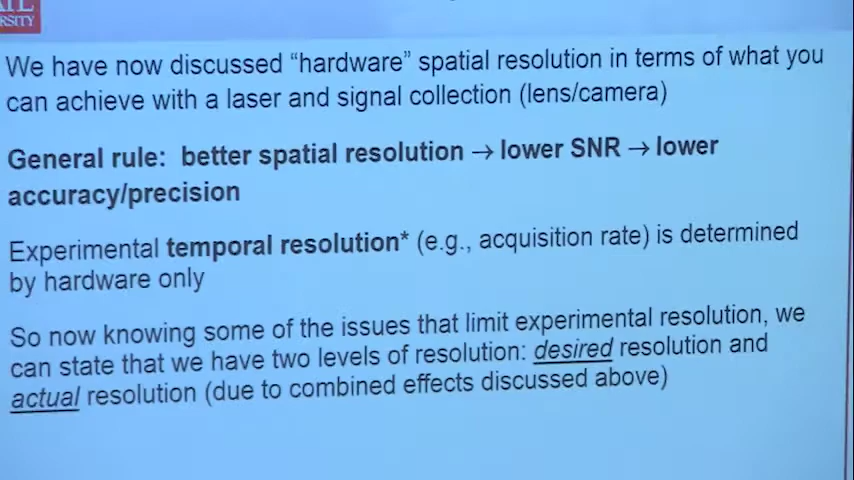 We have now discussed “hardware” spatial resolution in terms of what you
can achieve with a laser and signal collection (lens/camera)
General rule: better spatial resolution → lower SNR → lower
accuracy/precision
Experimental temporal resolution* (e.g., acquisition rate) is determined
by hardware only
So now knowing some of the issues that limit experimental resolution, we
can state that we have two levels of resolution: desired resolution and
actual resolution (due to combined effects discussed above)